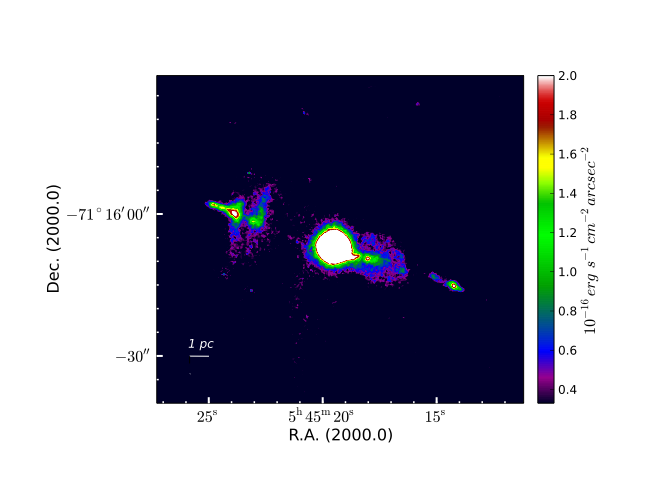 2.0
1.8
1.6
1.4
1.2
1.0
0.8
0.6
0.4
10⁻¹⁶ erg s⁻¹ cm⁻² arcsec⁻²
Dec. (2000.0)
−71° 16′ 00″
−30″
1 pc
25ˢ
5ʰ 45ᵐ 20ˢ
15ˢ
R.A. (2000.0)